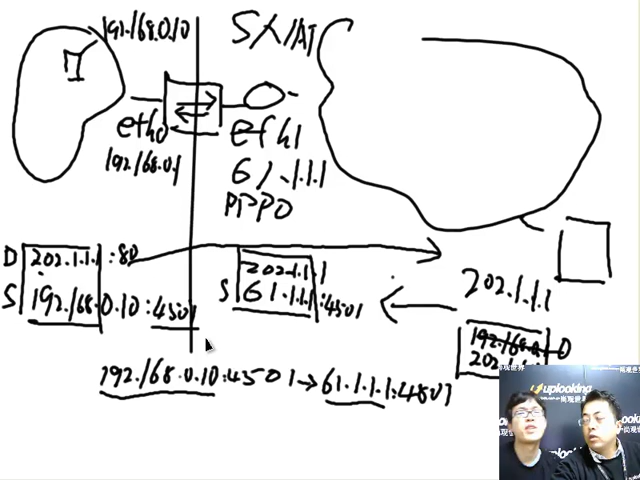 192.168.0.10
SNAT
eth0
eth1
192.168.0.1
61.1.1.1
PPPO
D 202.1.1.1 :80
S 192.168.0.10:4501
202.1.1.1
S 61.1.1.1:4501
202.1.1.1
D
192.168.0.10:4501→61.1.1.1:4801
uplooking